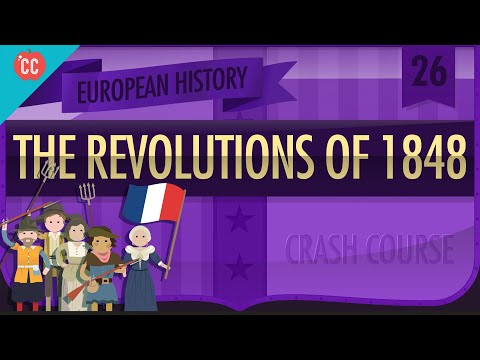 CC
EUROPEAN HISTORY
26
THE REVOLUTIONS OF 1848
CRASH COURSE